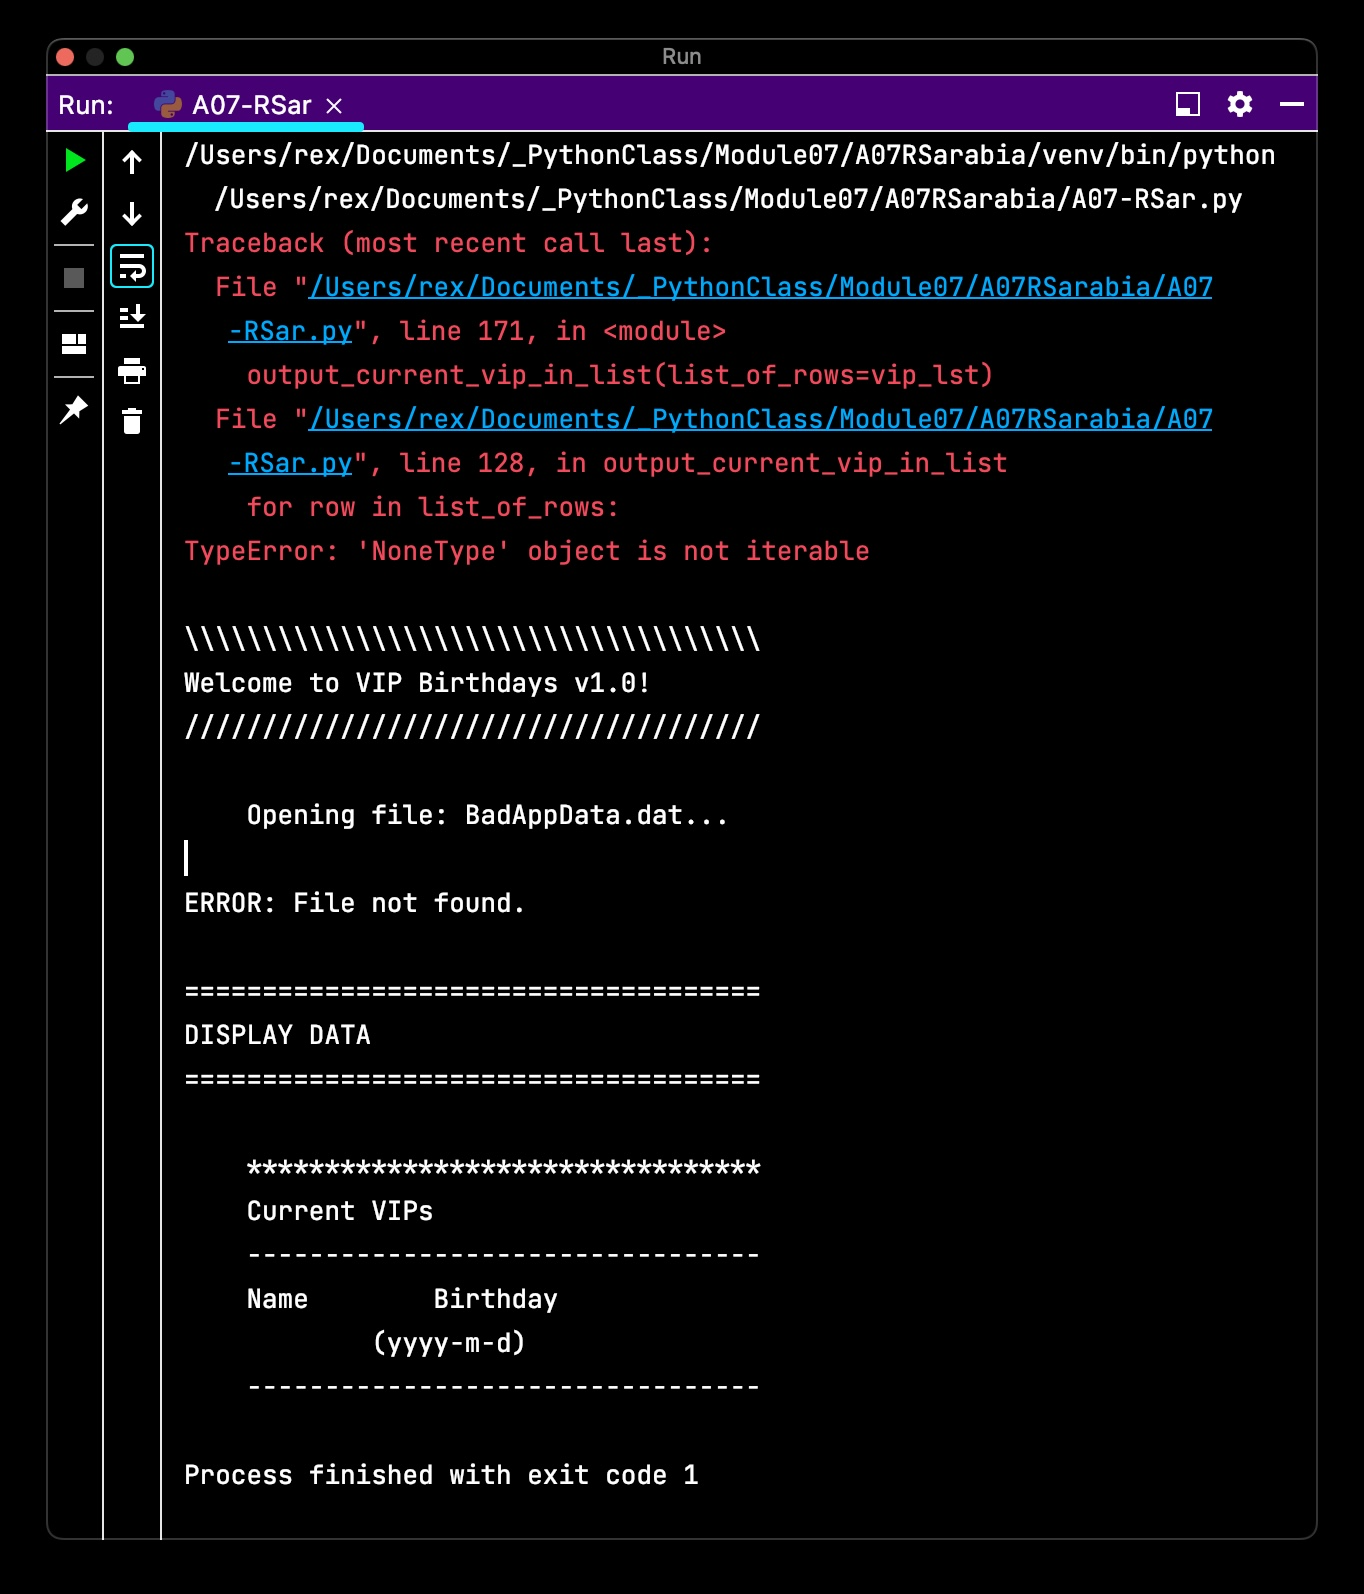 Run
Run: A07-RSar ×
/Users/rex/Documents/_PythonClass/Module07/A07RSarabia/venv/bin/python
/Users/rex/Documents/_PythonClass/Module07/A07RSarabia/A07-RSar.py
Traceback (most recent call last):
File "/Users/rex/Documents/_PythonClass/Module07/A07RSarabia/A07
-RSar.py", line 171, in <module>
output_current_vip_in_list(list_of_rows=vip_lst)
File "/Users/rex/Documents/_PythonClass/Module07/A07RSarabia/A07
-RSar.py", line 128, in output_current_vip_in_list
for row in list_of_rows:
TypeError: 'NoneType' object is not iterable
\\\\\\\\\\\\\\\\\\\\\\\\\\\\\\\\\\\\\
Welcome to VIP Birthdays v1.0!
/////////////////////////////////////
Opening file: BadAppData.dat...
ERROR: File not found.
=====================================
DISPLAY DATA
=====================================
*********************************
Current VIPs
---------------------------------
Name Birthday
(yyyy-m-d)
---------------------------------
Process finished with exit code 1